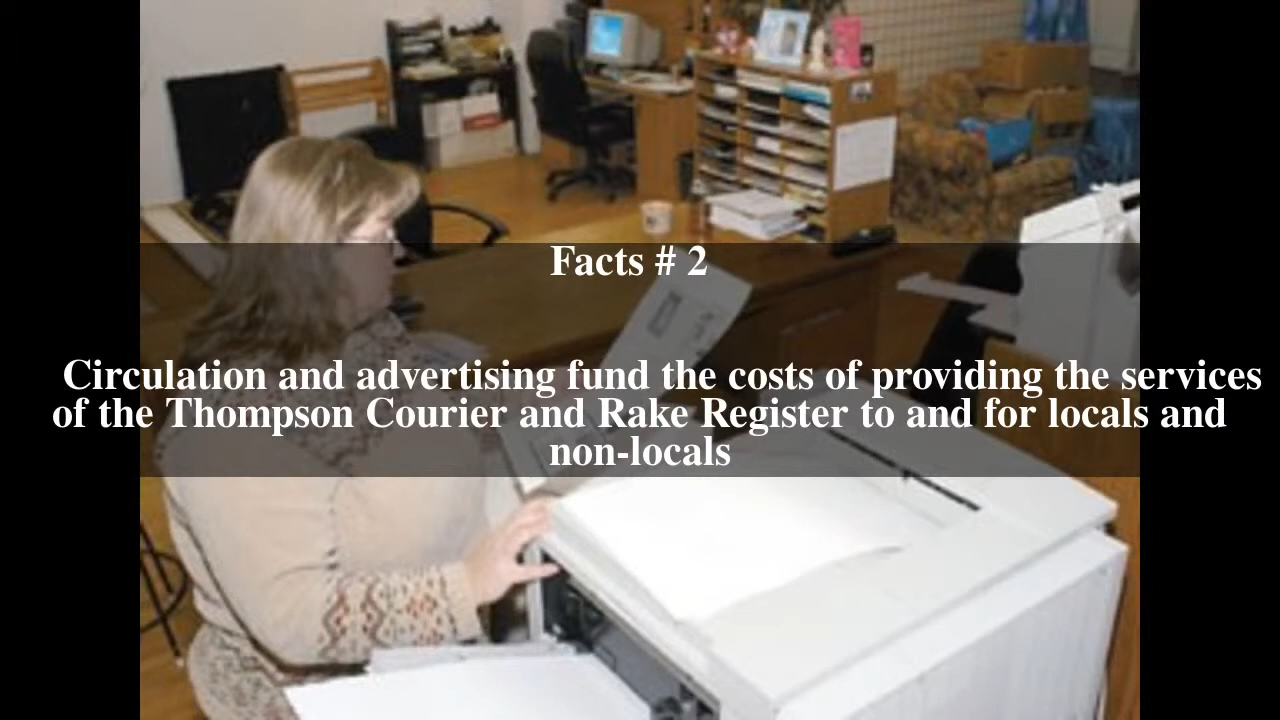 Facts # 2
Circulation and advertising fund the costs of providing the services
of the Thompson Courier and Rake Register to and for locals and
non-locals